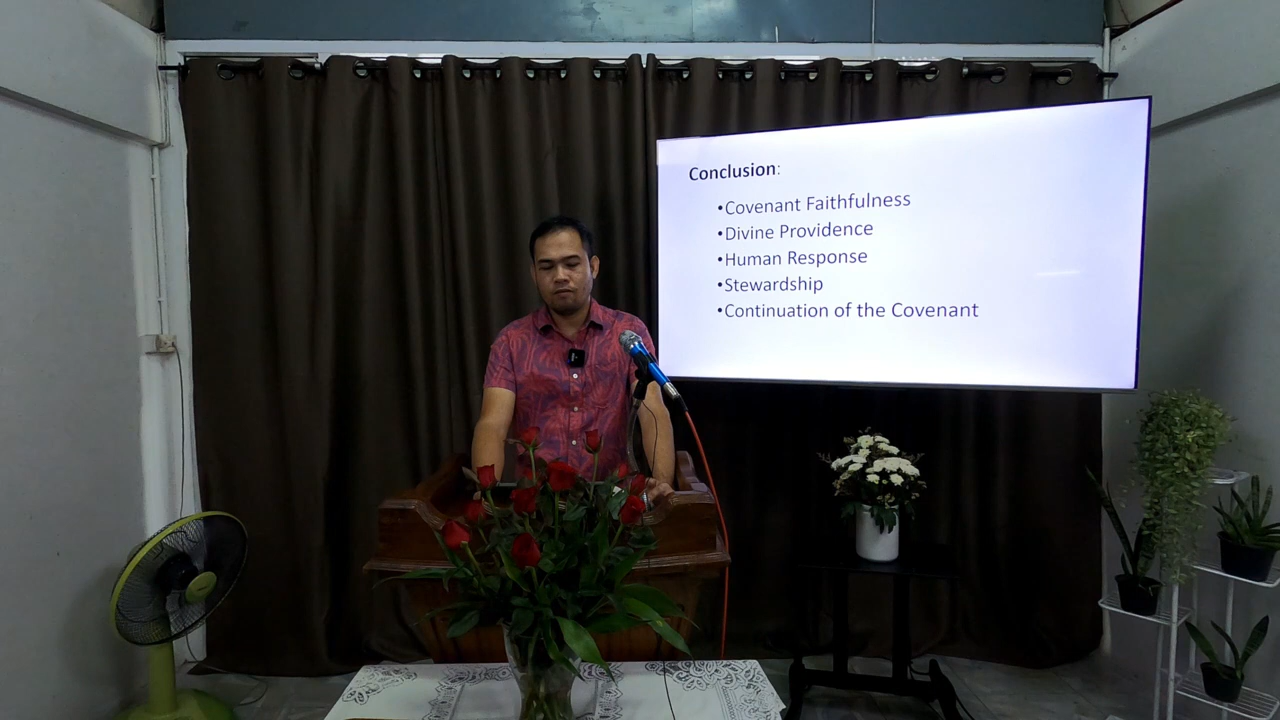 Conclusion:
•Covenant Faithfulness
•Divine Providence
•Human Response
•Stewardship
•Continuation of the Covenant